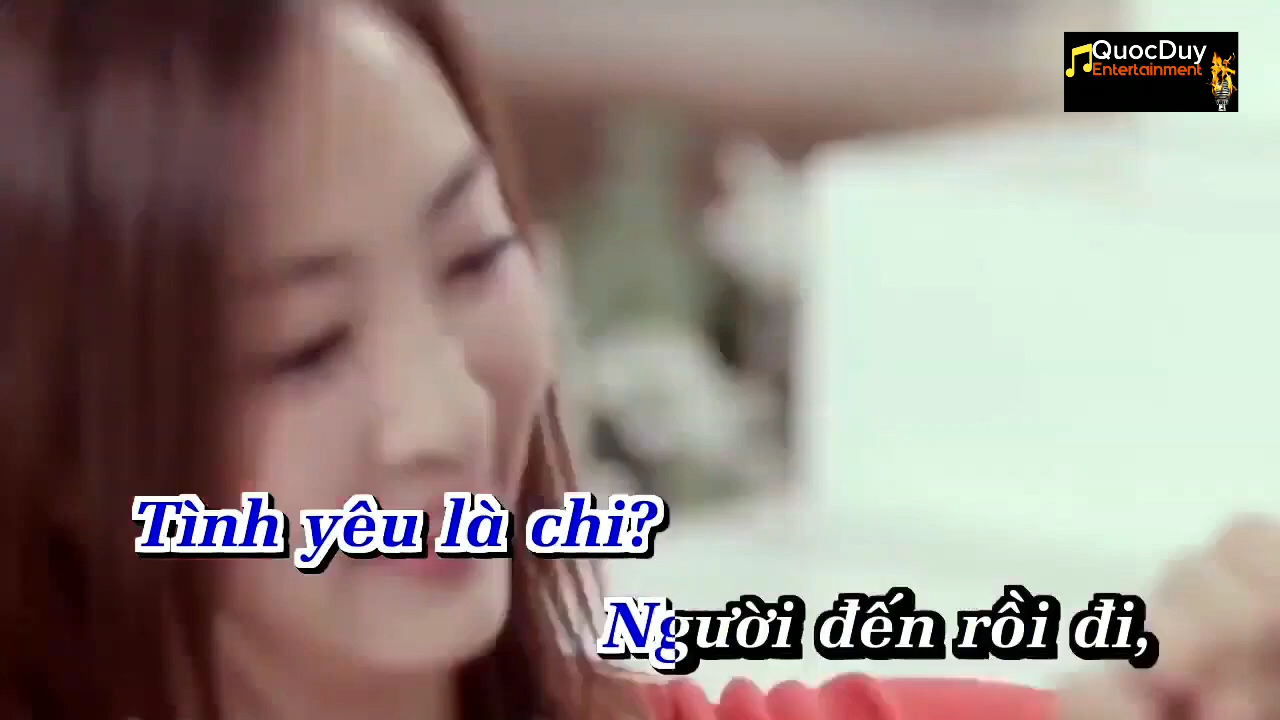 QuocDuy
Entertainment
Tình yêu là chi?
Người đến rồi đi,